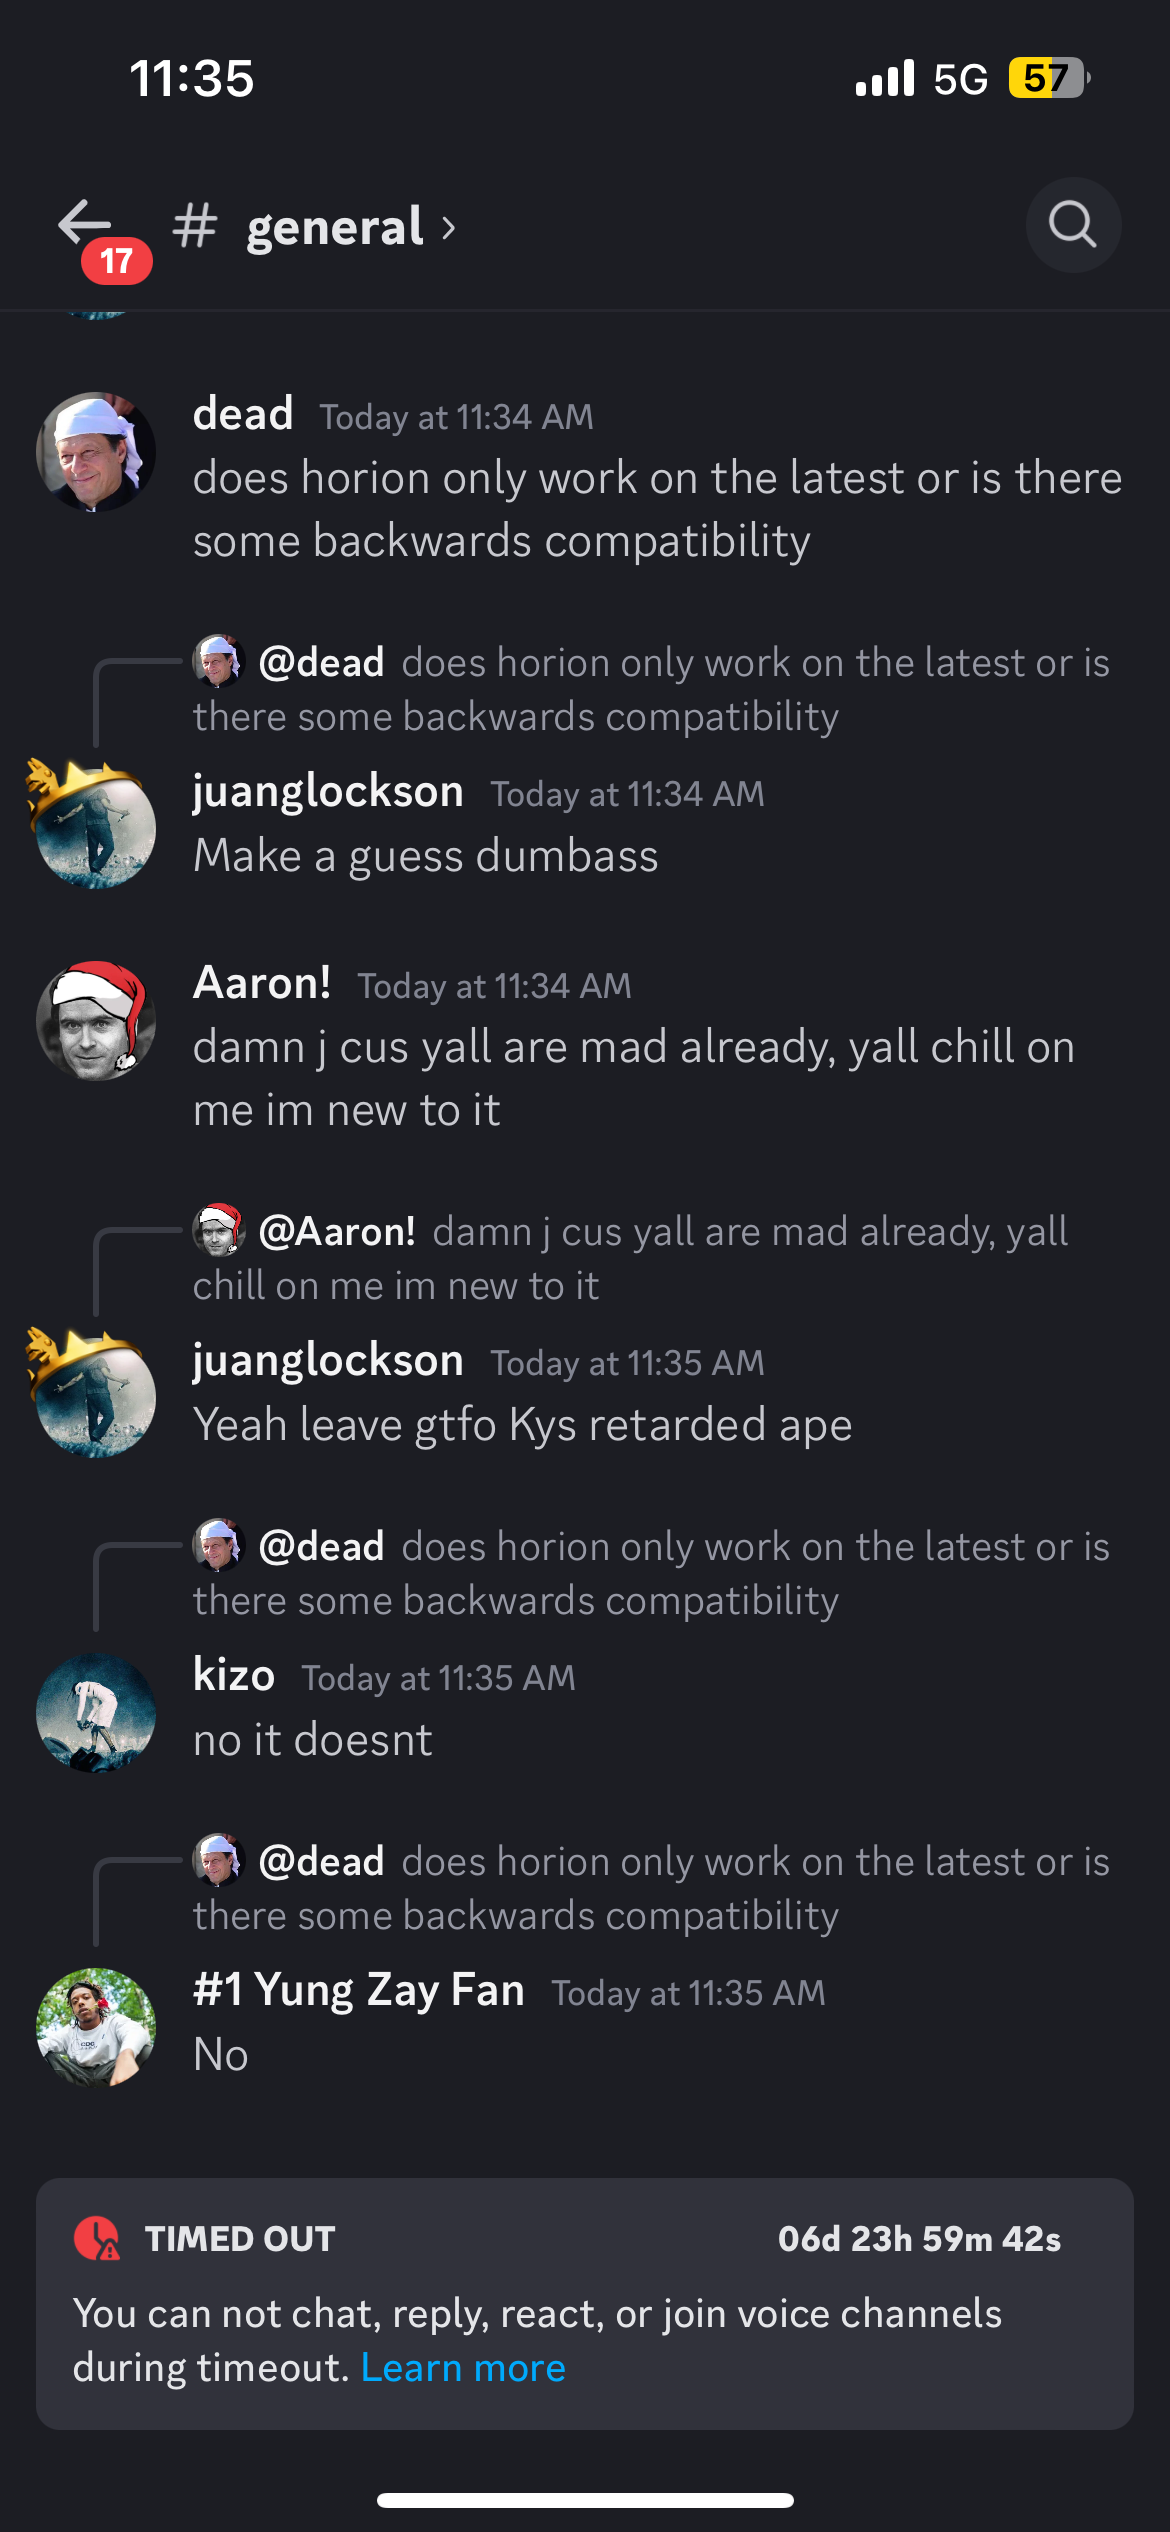 11:35
5G 57
17
# general ›
dead Today at 11:34 AM
does horion only work on the latest or is there
some backwards compatibility
@dead does horion only work on the latest or is
there some backwards compatibility
juanglockson Today at 11:34 AM
Make a guess dumbass
Aaron! Today at 11:34 AM
damn j cus yall are mad already, yall chill on
me im new to it
@Aaron! damn j cus yall are mad already, yall
chill on me im new to it
juanglockson Today at 11:35 AM
Yeah leave gtfo Kys retarded ape
@dead does horion only work on the latest or is
there some backwards compatibility
kizo Today at 11:35 AM
no it doesnt
@dead does horion only work on the latest or is
there some backwards compatibility
#1 Yung Zay Fan Today at 11:35 AM
No
TIMED OUT 06d 23h 59m 42s
You can not chat, reply, react, or join voice channels
during timeout. Learn more